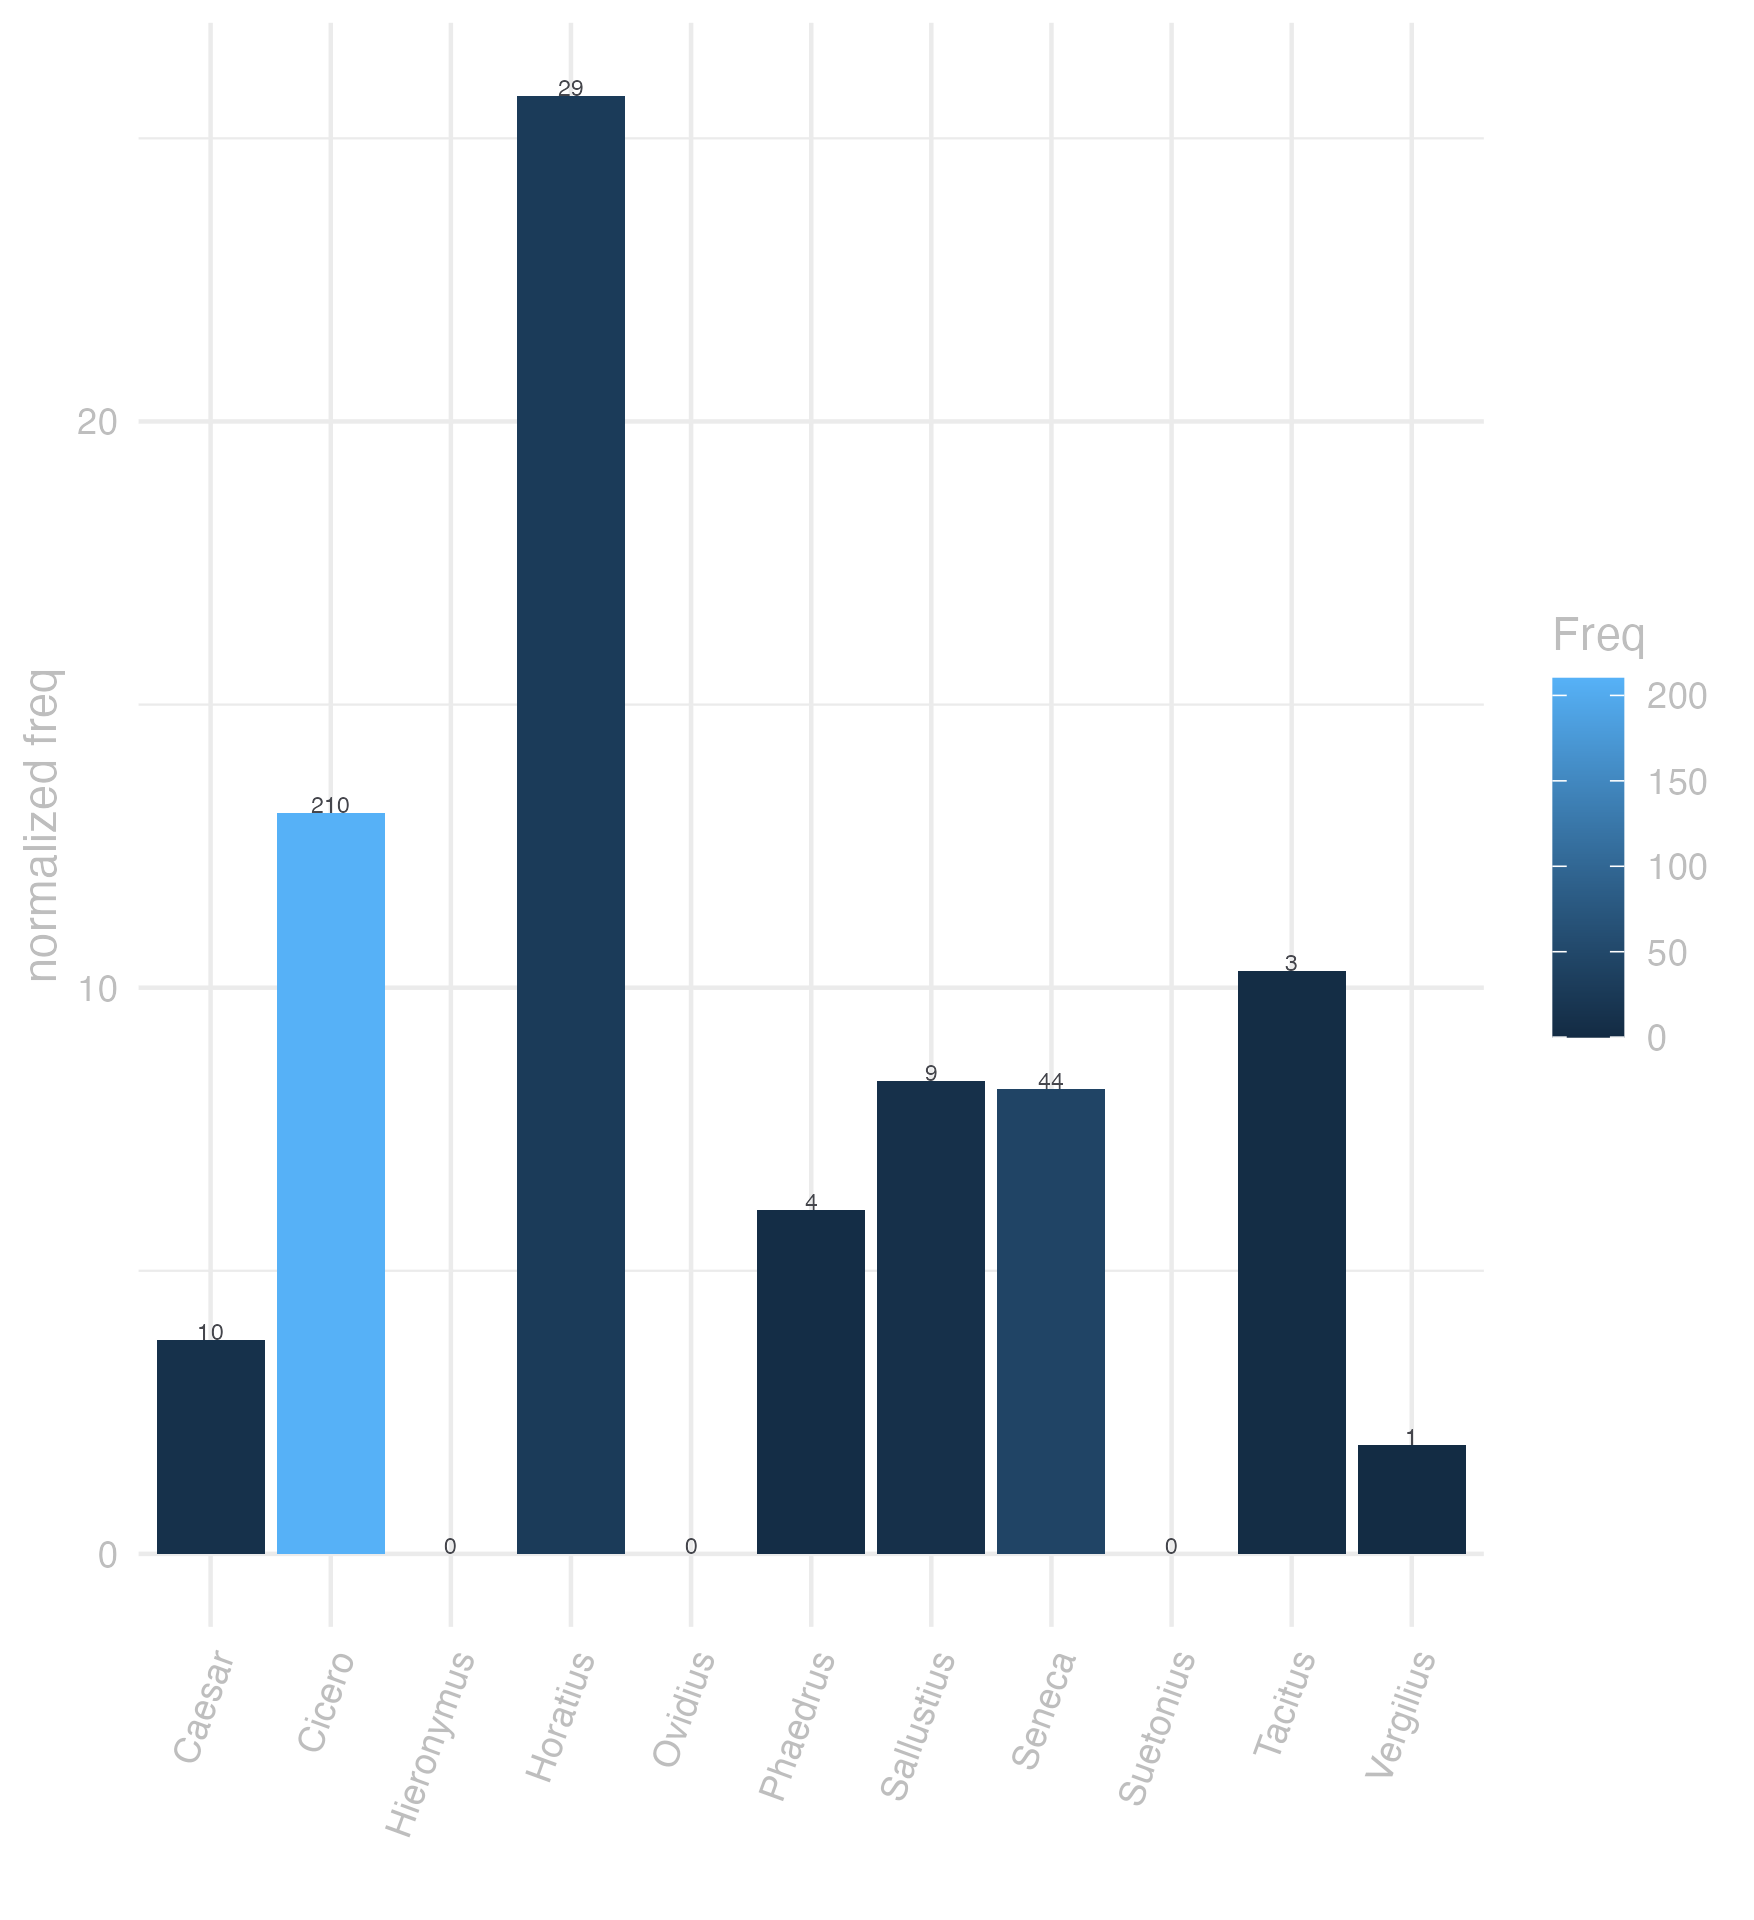 29
20
Freq
200
normalized freq
150
210
100
3
10
50
0
9
44
4
10
1
0
0
0
0
Caesar
Cicero
Hieronymus
Horatius
Ovidius
Phaedrus
Sallustius
Seneca
Suetonius
Tacitus
Vergilius